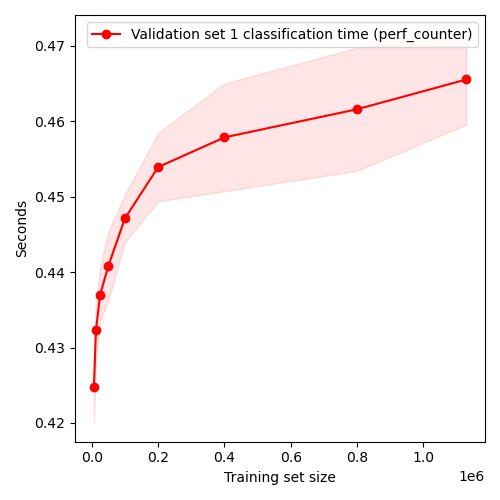 Validation set 1 classification time (perf_counter)
0.47
0.46
0.45
0.44
0.43
0.42
Seconds
0.0 0.2 0.4 0.6 0.8 1.0
1e6
Training set size